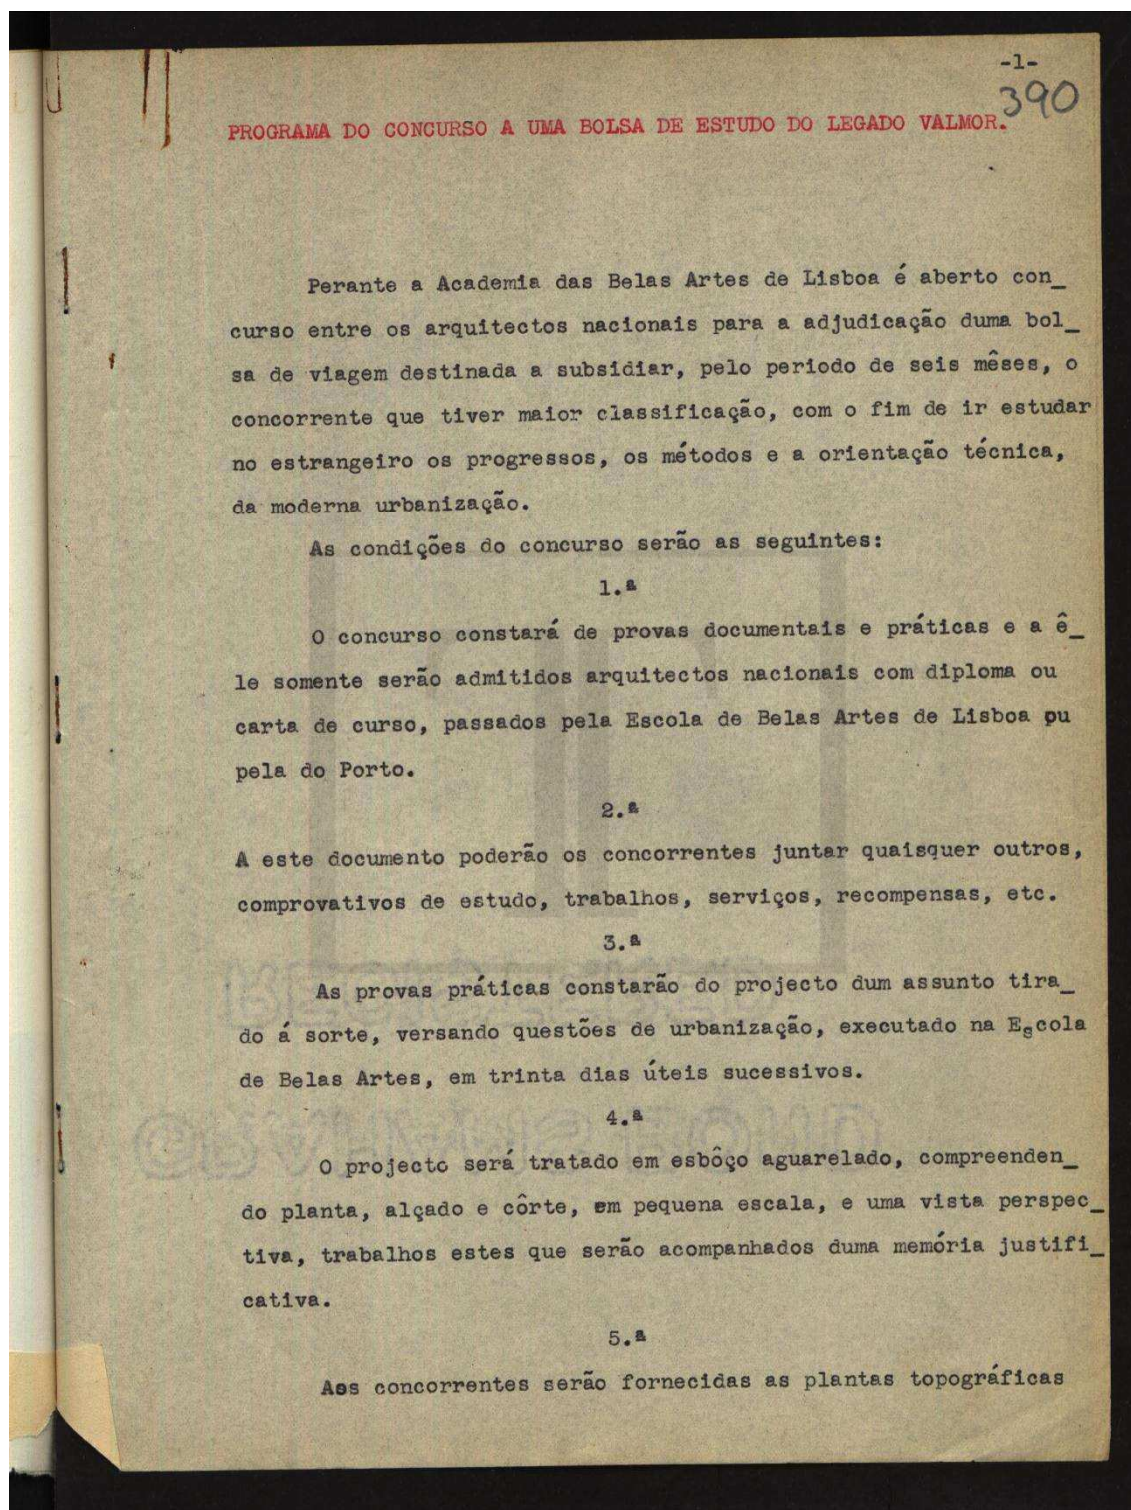 -1-
390
PROGRAMA DO CONCURSO A UMA BOLSA DE ESTUDO DO LEGADO VALMOR.
Perante a Academia das Belas Artes de Lisboa é aberto con_
curso entre os arquitectos nacionais para a adjudicação duma bol_
sa de viagem destinada a subsidiar, pelo periodo de seis mêses, o
concorrente que tiver maior classificação, com o fim de ir estudar
no estrangeiro os progressos, os métodos e a orientação técnica,
da moderna urbanização.
As condições do concurso serão as seguintes:
1.ª
O concurso constará de provas documentais e práticas e a ê_
le somente serão admitidos arquitectos nacionais com diploma ou
carta de curso, passados pela Escola de Belas Artes de Lisboa ou
pela do Porto.
2.ª
A este documento poderão os concorrentes juntar quaisquer outros,
comprovativos de estudo, trabalhos, serviços, recompensas, etc.
3.ª
As provas práticas constarão do projecto dum assunto tira_
do á sorte, versando questões de urbanização, executado na Escola
de Belas Artes, em trinta dias úteis sucessivos.
4.ª
O projecto será tratado em esbôço aguarelado, compreenden_
do planta, alçado e côrte, em pequena escala, e uma vista perspec_
tiva, trabalhos estes que serão acompanhados duma memória justifi_
cativa.
5.ª
Aos concorrentes serão fornecidas as plantas topográficas